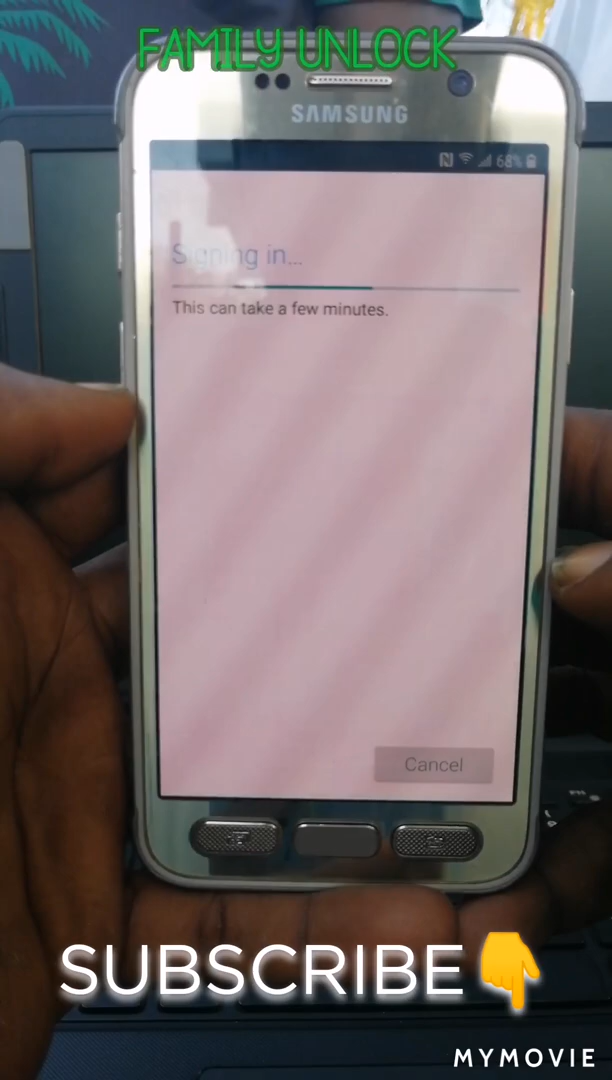 FAMILY UNLOCK
SAMSUNG
68%
Signing in...
This can take a few minutes.
Cancel
SUBSCRIBE👇
MYMOVIE